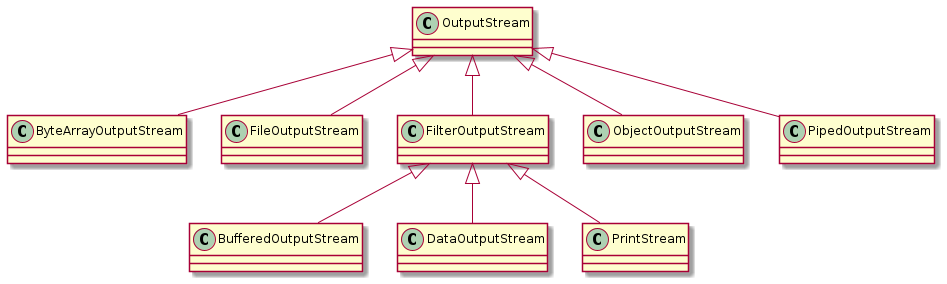 C OutputStream
C ByteArrayOutputStream
C FileOutputStream
C FilterOutputStream
C ObjectOutputStream
C PipedOutputStream
C BufferedOutputStream
C DataOutputStream
C PrintStream